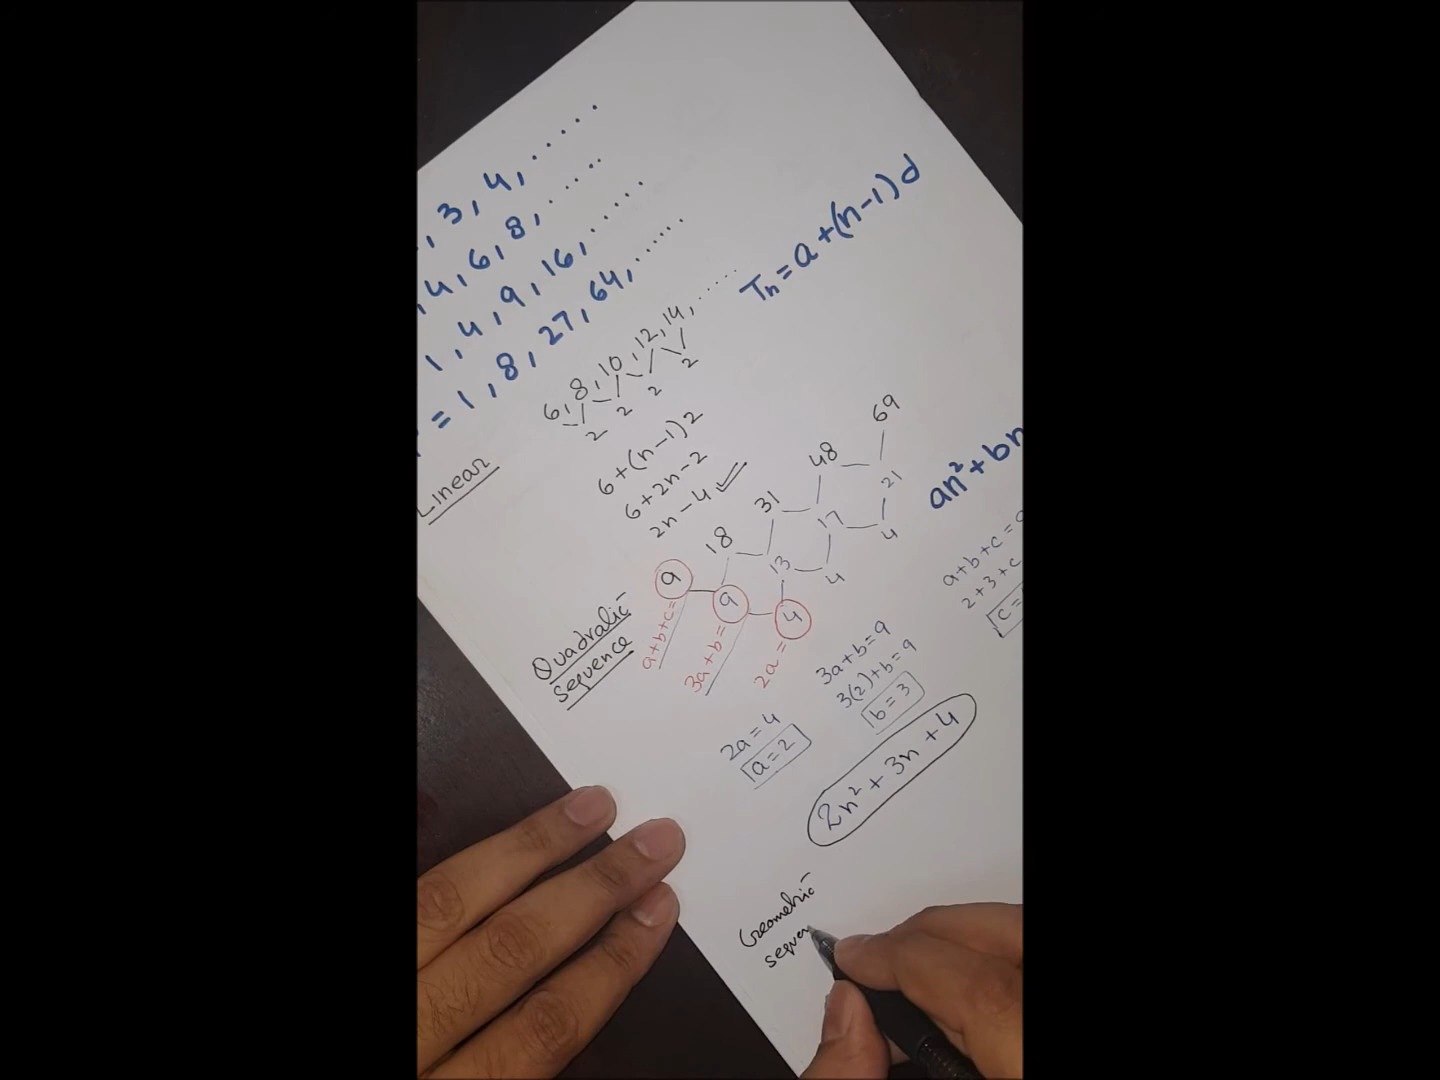 , 3, 4, ......
, 4, 6, 8, .....
1, 4, 9, 16, ......
= 1, 8, 27, 64, ......
Tn = a + (n-1)d
Linear
6, 8, 10, 12, 14, ......
2 2 2 2
6+(n-1)2
6+2n-2
2n-4
Quadratic
sequence
9 18 31 48 69
9 13 17 21
4 4 4
a+b+c=
3a+b=
2a=
an²+bn
2a=4
a=2
3a+b=9
3(2)+b=9
b=3
a+b+c=9
2+3+c
c=
2n²+3n+4
Geometric
seque